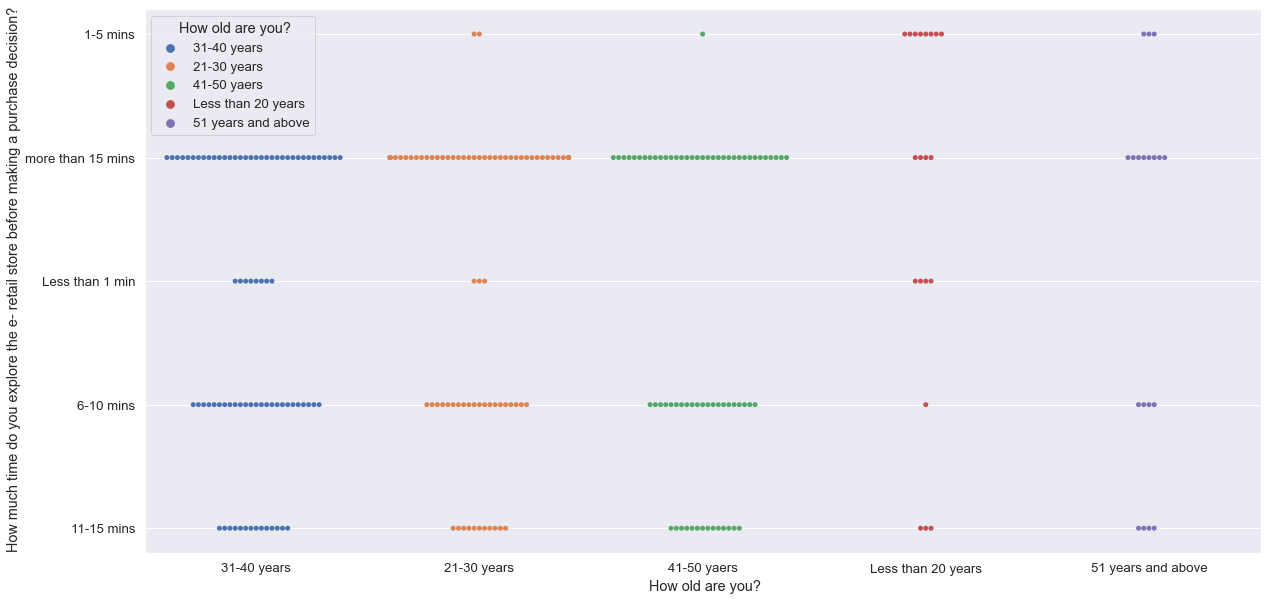 How much time do you explore the e- retail store before making a purchase decision?
1-5 mins
more than 15 mins
Less than 1 min
6-10 mins
11-15 mins
How old are you?
31-40 years
21-30 years
41-50 yaers
Less than 20 years
51 years and above
31-40 years
21-30 years
41-50 yaers
Less than 20 years
51 years and above
How old are you?